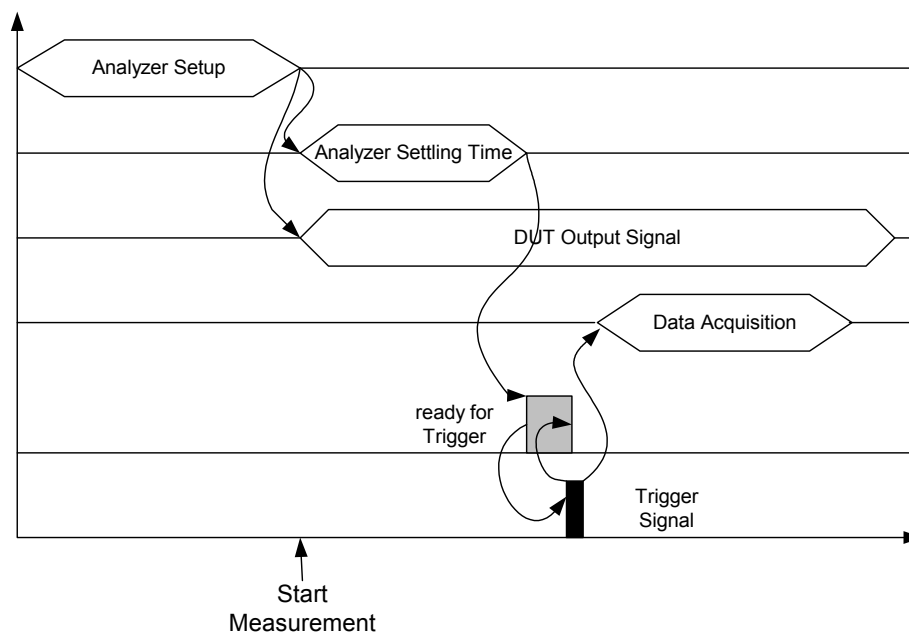 Analyzer Setup
Analyzer Settling Time
DUT Output Signal
Data Acquisition
ready for
Trigger
Trigger
Signal
Start
Measurement